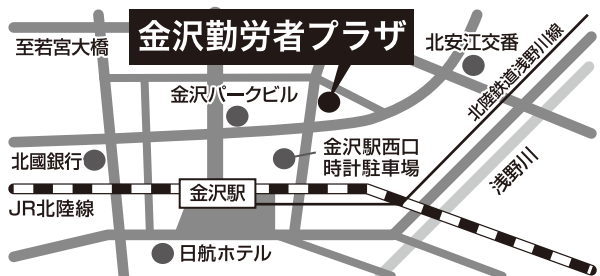 金沢勤労者プラザ
至若宮大橋
北安江交番
北陸鉄道浅野川線
金沢パークビル
金沢駅西口
時計駐車場
北國銀行
浅野川
金沢駅
JR北陸線
日航ホテル